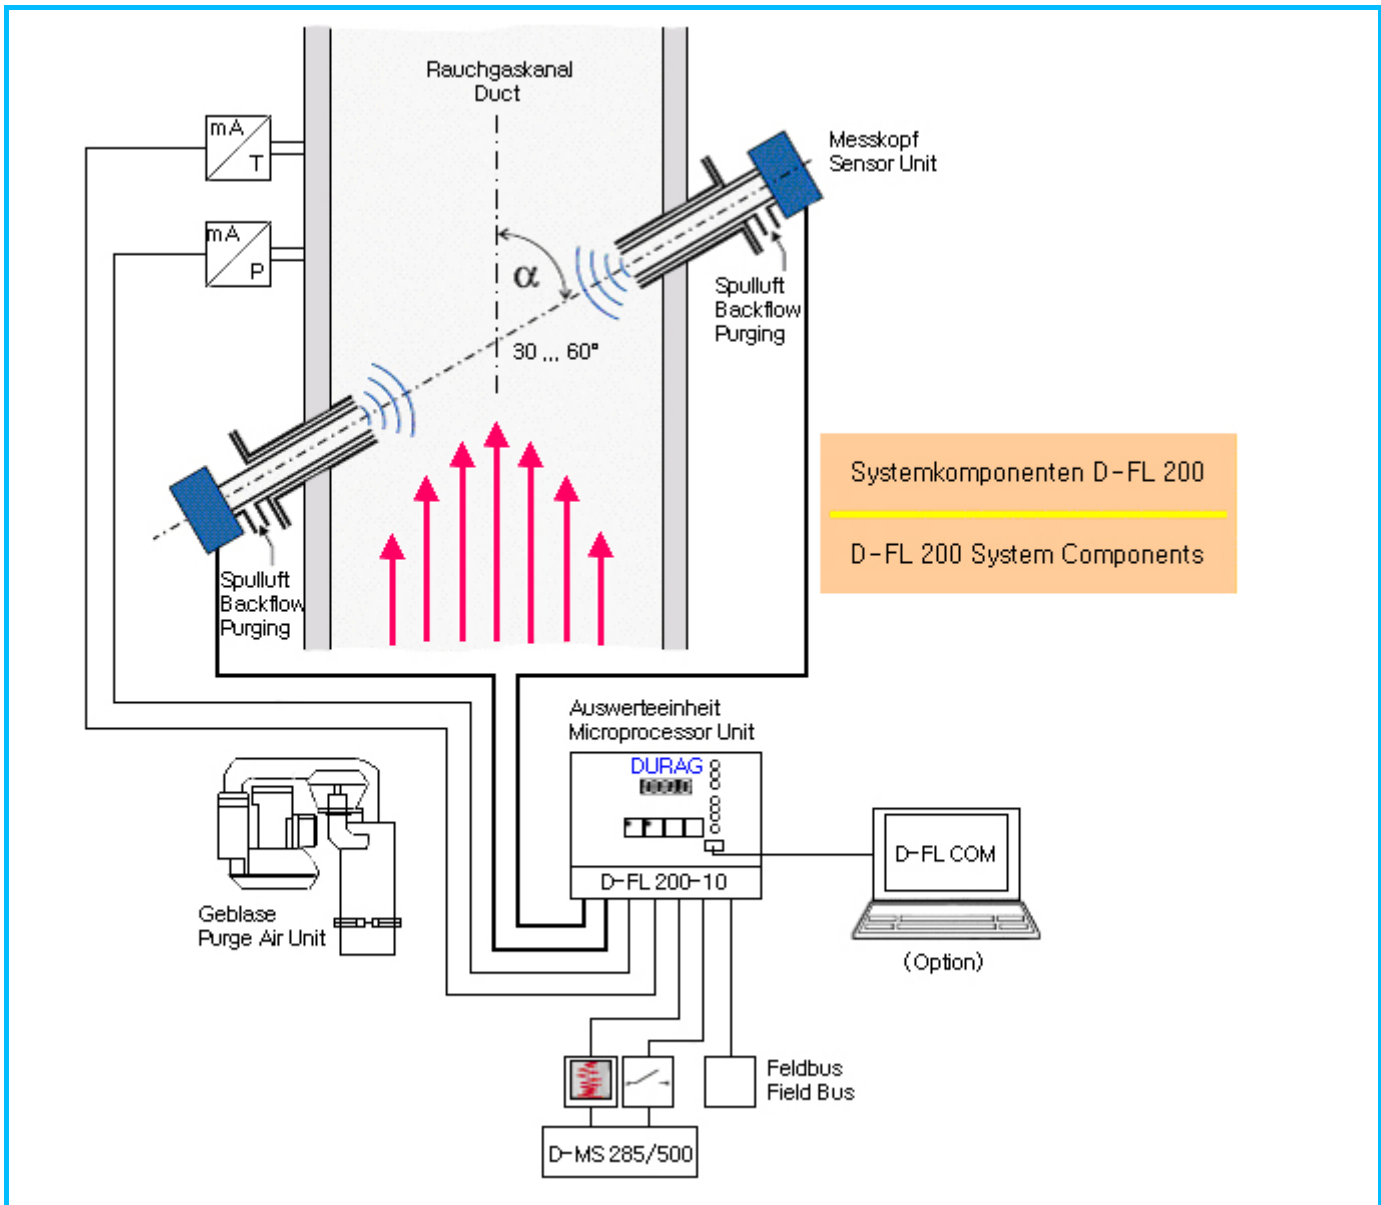 Rauchgaskanal
Duct
mA
T
mA
P
Messkopf
Sensor Unit
α
30 ... 60°
Spulluft
Backflow
Purging
Spulluft
Backflow
Purging
Systemkomponenten D-FL 200
D-FL 200 System Components
Auswerteeinheit
Microprocessor Unit
DURAG
D-FL 200-10
D-FL COM
(Option)
Geblase
Purge Air Unit
Feldbus
Field Bus
D-MS 285/500